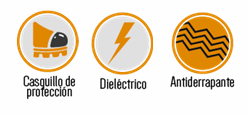 Casquillo de
protección
Dieléctrico
Antiderrapante